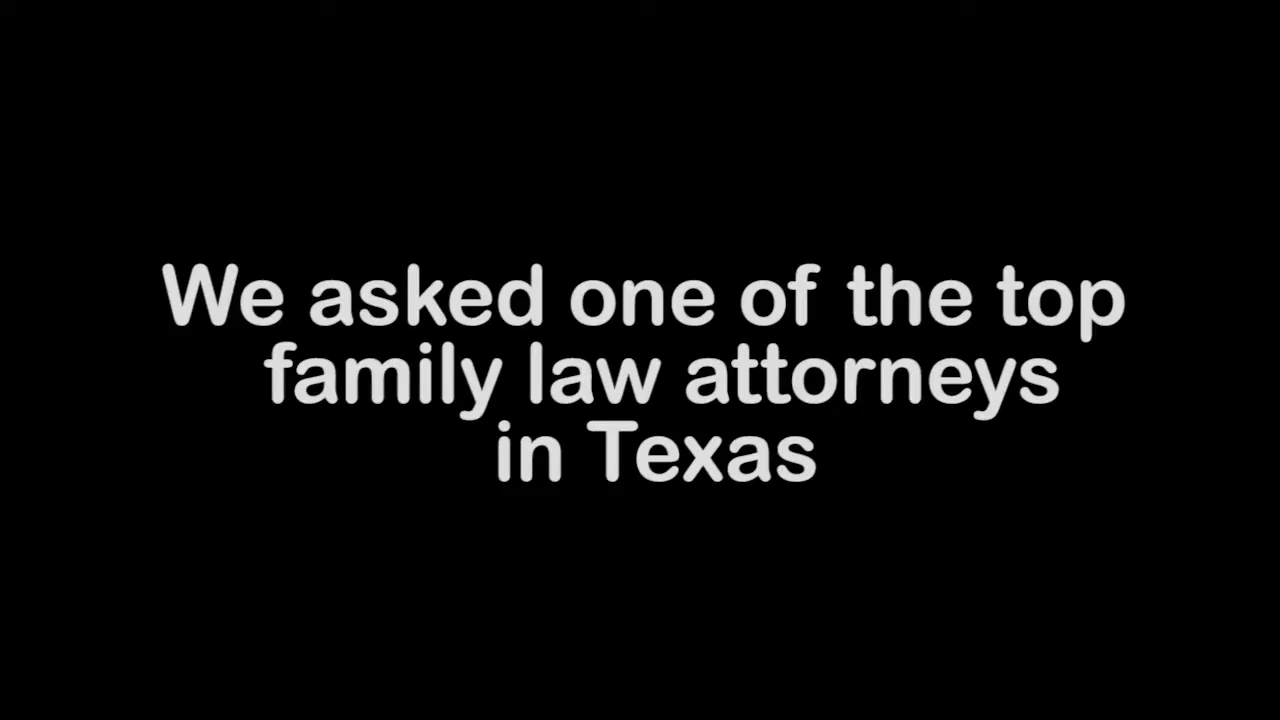 We asked one of the top
family law attorneys
in Texas